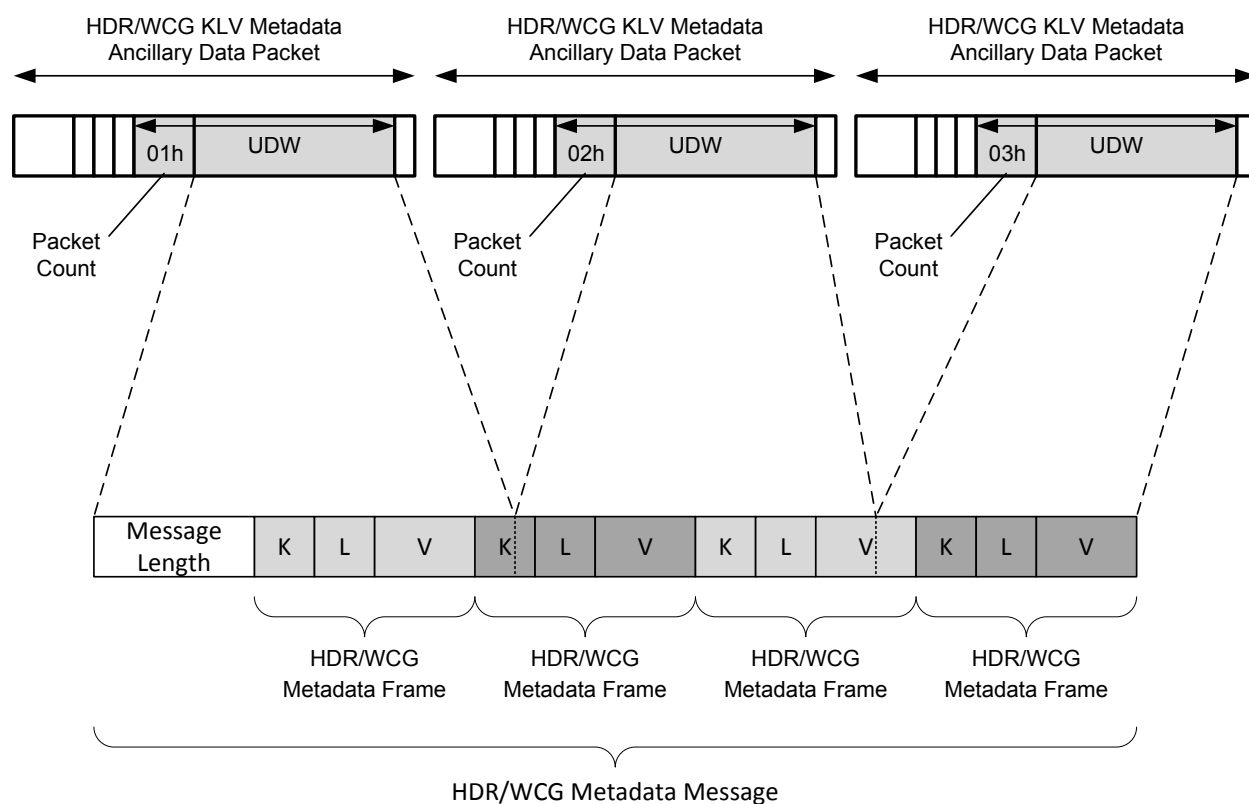 HDR/WCG KLV Metadata
Ancillary Data Packet
HDR/WCG KLV Metadata
Ancillary Data Packet
HDR/WCG KLV Metadata
Ancillary Data Packet
01h UDW
02h UDW
03h UDW
Packet
Count
Packet
Count
Packet
Count
Message
Length
K L V K L V K L V K L V
HDR/WCG
Metadata Frame
HDR/WCG
Metadata Frame
HDR/WCG
Metadata Frame
HDR/WCG
Metadata Frame
HDR/WCG Metadata Message